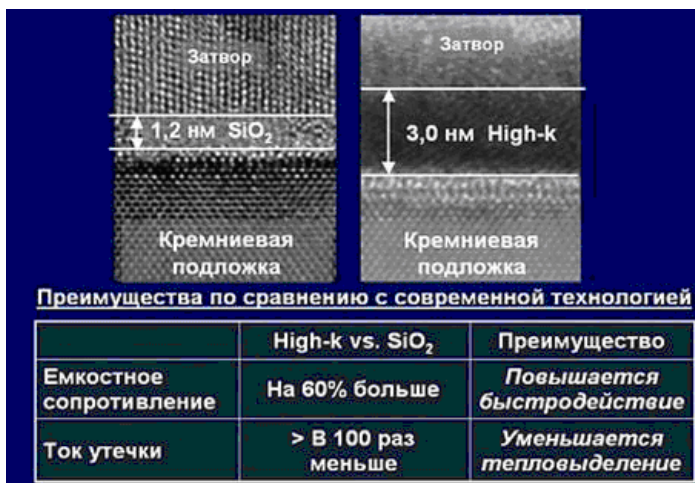 Затвор
1,2 нм SiO₂
Кремниевая
подложка
Затвор
3,0 нм High-k
Кремниевая
подложка
Преимущества по сравнению с современной технологией
High-k vs. SiO₂
Преимущество
Емкостное
сопротивление
На 60% больше
Повышается
быстродействие
Ток утечки
> В 100 раз
меньше
Уменьшается
тепловыделение